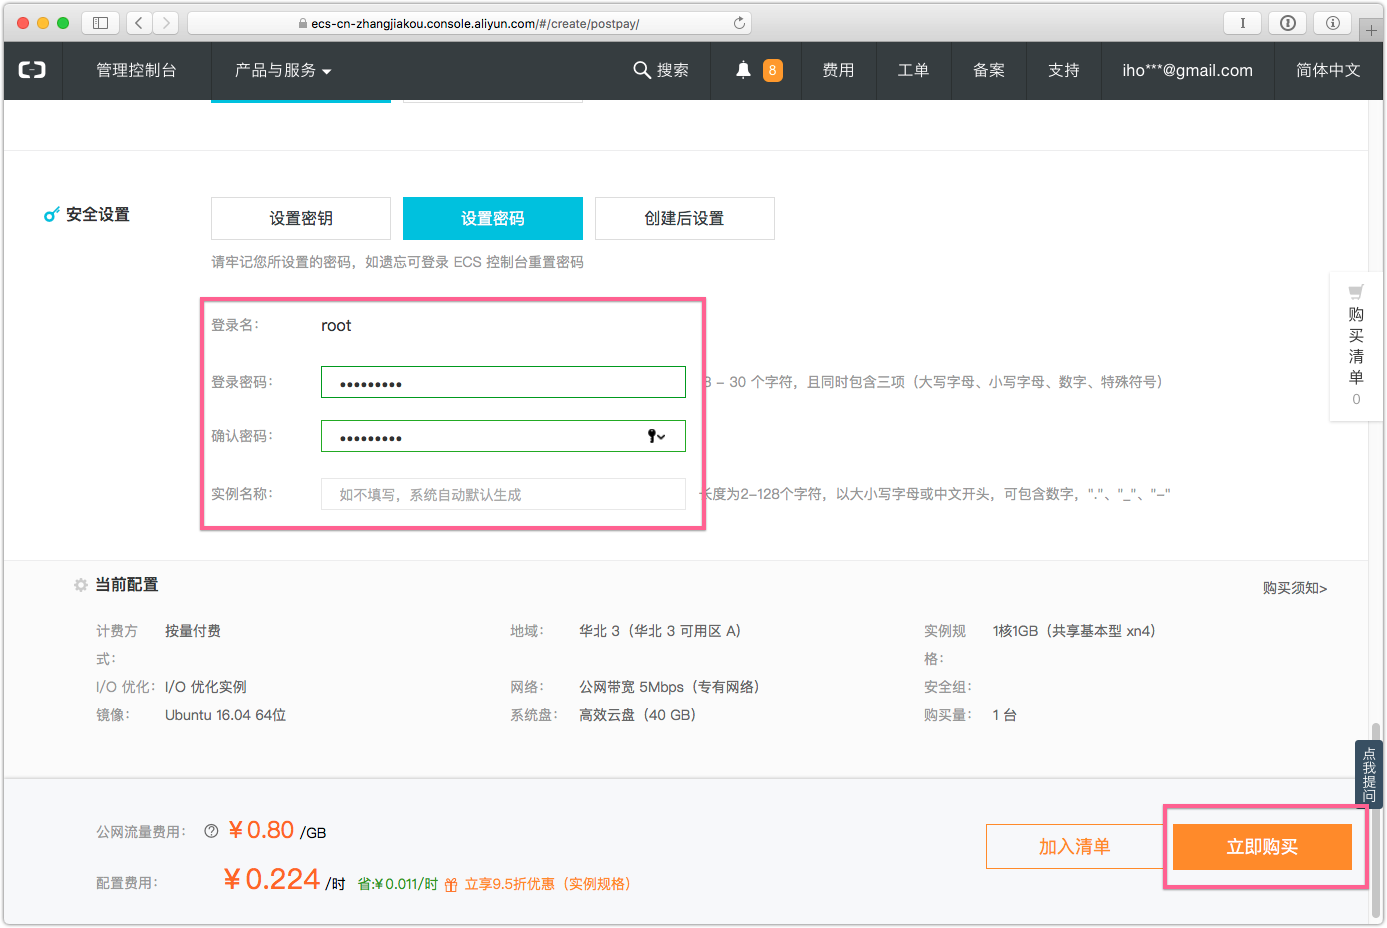 ecs-cn-zhangjiakou.console.aliyun.com/#/create/postpay/
管理控制台 产品与服务 搜索 8 费用 工单 备案 支持 iho***@gmail.com 简体中文
安全设置 设置密钥 设置密码 创建后设置
请牢记您所设置的密码，如遗忘可登录 ECS 控制台重置密码
登录名： root
登录密码： ●●●●●●●●● 8 - 30 个字符，且同时包含三项（大写字母、小写字母、数字、特殊符号）
确认密码： ●●●●●●●●●
实例名称： 如不填写，系统自动默认生成 长度为2-128个字符，以大小写字母或中文开头，可包含数字，"."、"_"、"-"
购买清单
0
当前配置 购买须知>
计费方式： 按量付费 地域： 华北 3（华北 3 可用区 A） 实例规格： 1核1GB（共享基本型 xn4）
I/O 优化： I/O 优化实例 网络： 公网带宽 5Mbps（专有网络） 安全组：
镜像： Ubuntu 16.04 64位 系统盘： 高效云盘（40 GB） 购买量： 1 台
点我提问
公网流量费用： ? ¥0.80 /GB
加入清单 立即购买
配置费用： ¥0.224 /时 省:¥0.011/时 立享9.5折优惠（实例规格）